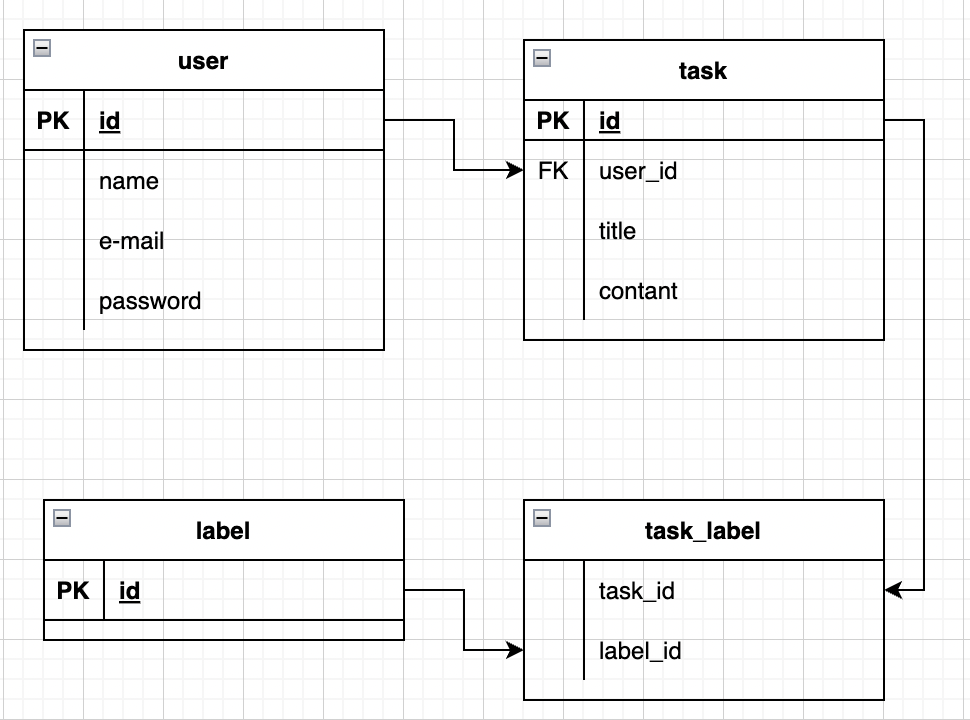 user
PK id
name
e-mail
password
task
PK id
FK user_id
title
contant
label
PK id
task_label
task_id
label_id